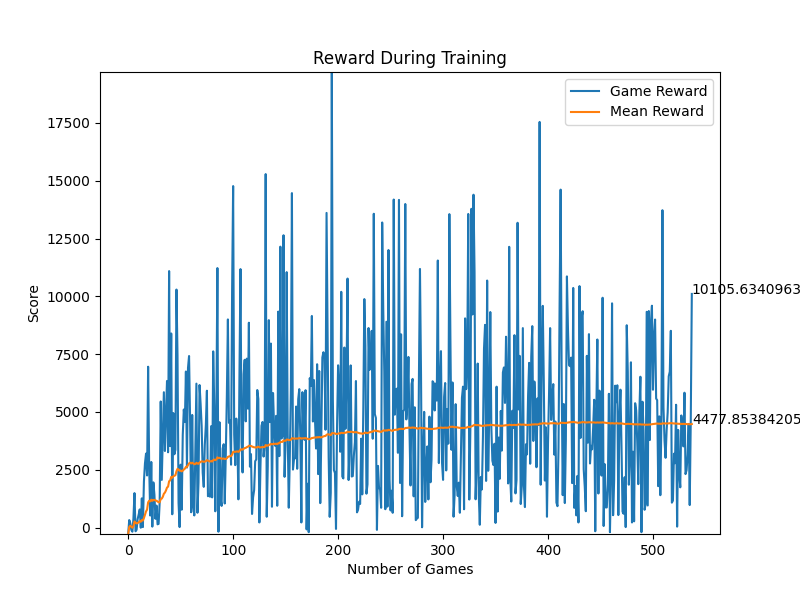 Reward During Training
Game Reward
Mean Reward
17500
15000
12500
10000
7500
5000
2500
0
Score
10105.6340963
4477.85384205
0 100 200 300 400 500
Number of Games